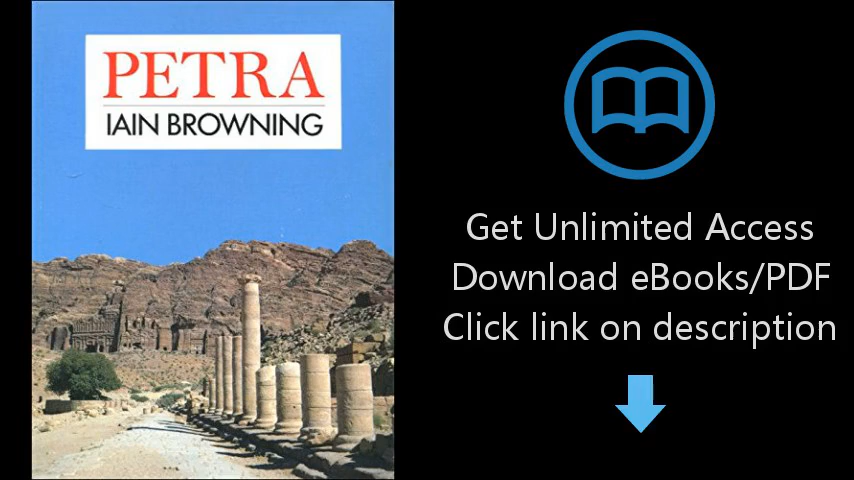 PETRA
IAIN BROWNING
Get Unlimited Access
Download eBooks/PDF
Click link on description